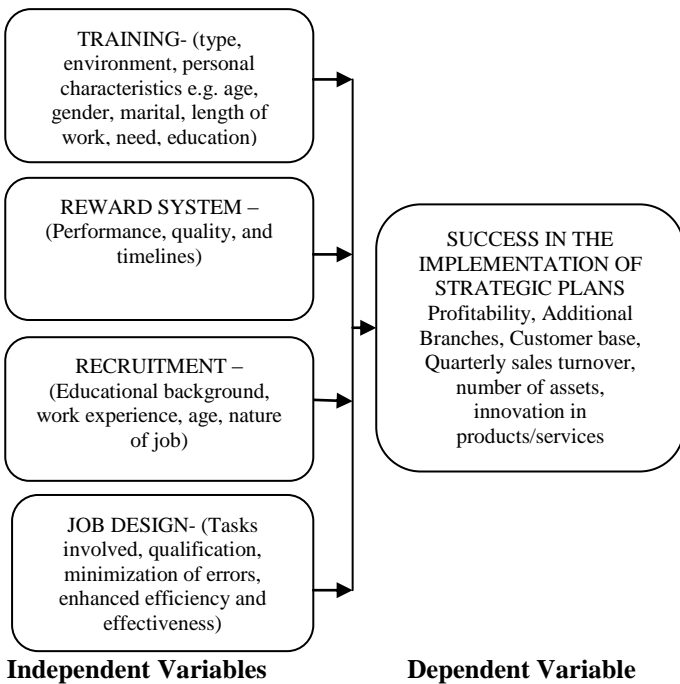 TRAINING- (type,
environment, personal
characteristics e.g. age,
gender, marital, length of
work, need, education)
REWARD SYSTEM –
(Performance, quality, and
timelines)
RECRUITMENT –
(Educational background,
work experience, age, nature
of job)
JOB DESIGN- (Tasks
involved, qualification,
minimization of errors,
enhanced efficiency and
effectiveness)
SUCCESS IN THE
IMPLEMENTATION OF
STRATEGIC PLANS
Profitability, Additional
Branches, Customer base,
Quarterly sales turnover,
number of assets,
innovation in
products/services
Independent Variables
Dependent Variable